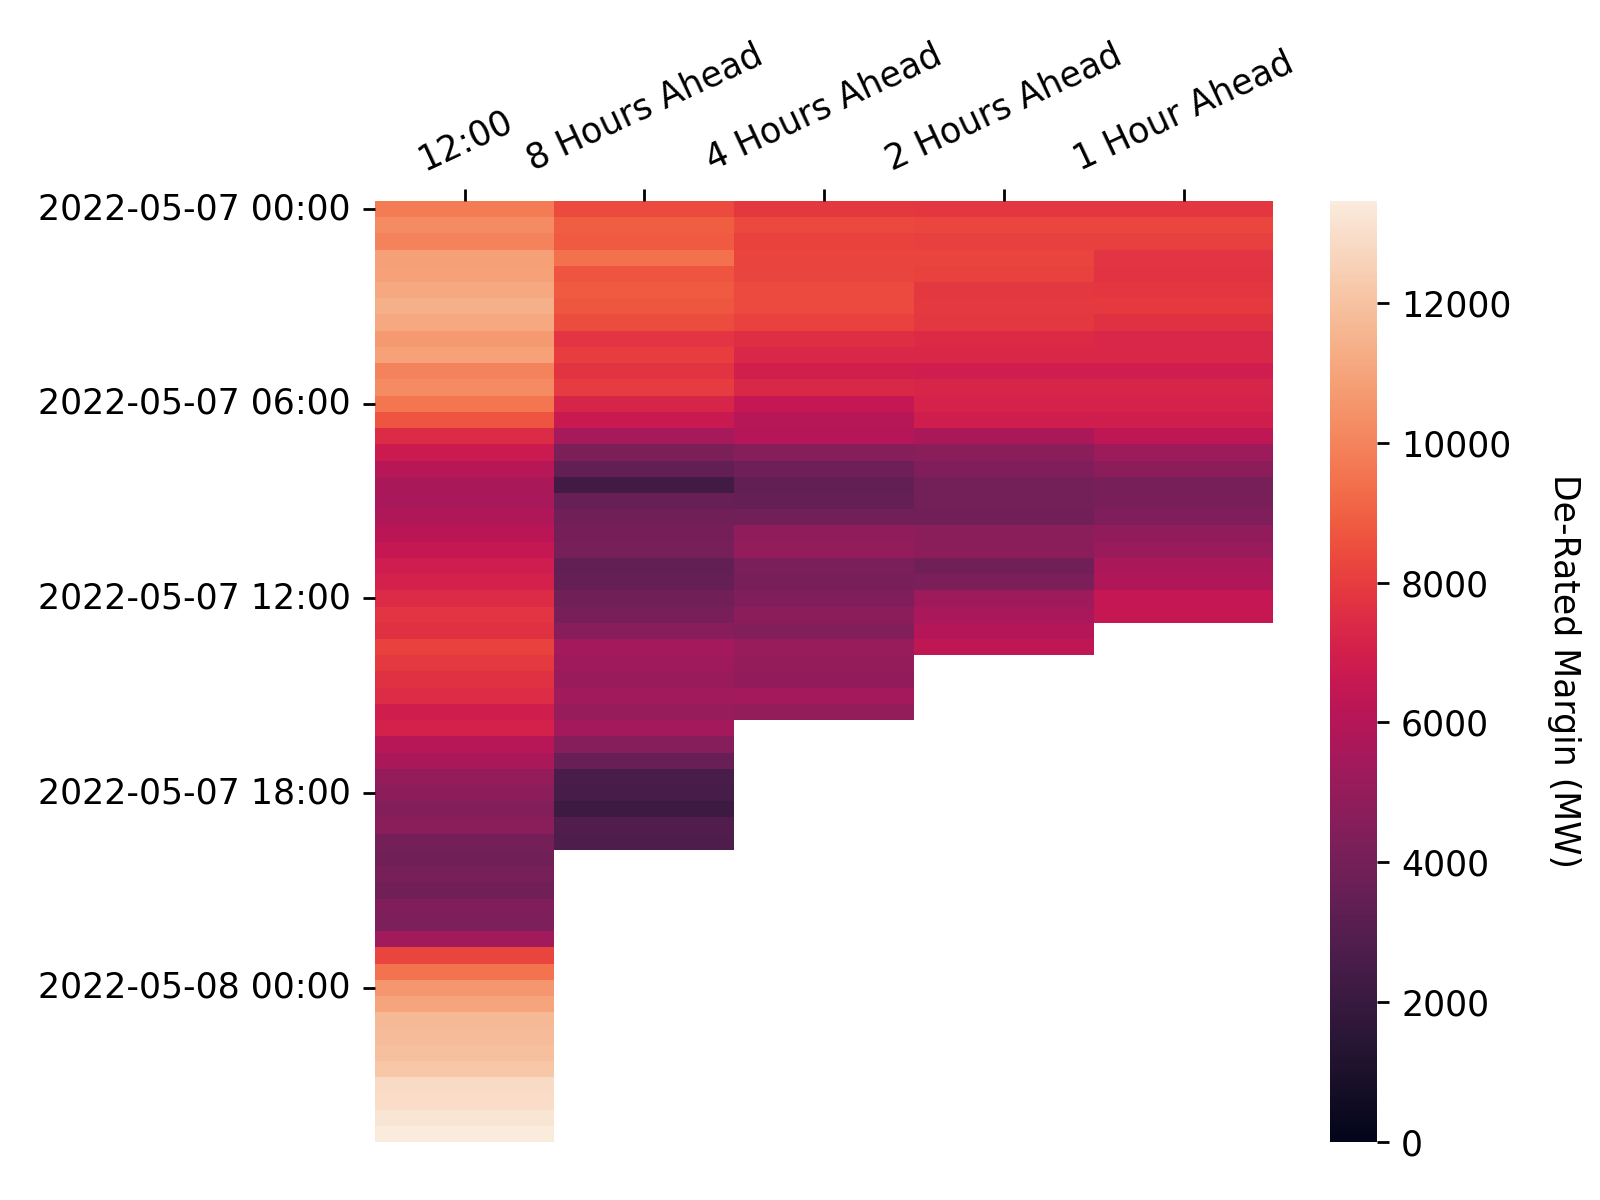 12:00
8 Hours Ahead
4 Hours Ahead
2 Hours Ahead
1 Hour Ahead
2022-05-07 00:00
2022-05-07 06:00
2022-05-07 12:00
2022-05-07 18:00
2022-05-08 00:00
12000
10000
8000
6000
4000
2000
0
De-Rated Margin (MW)